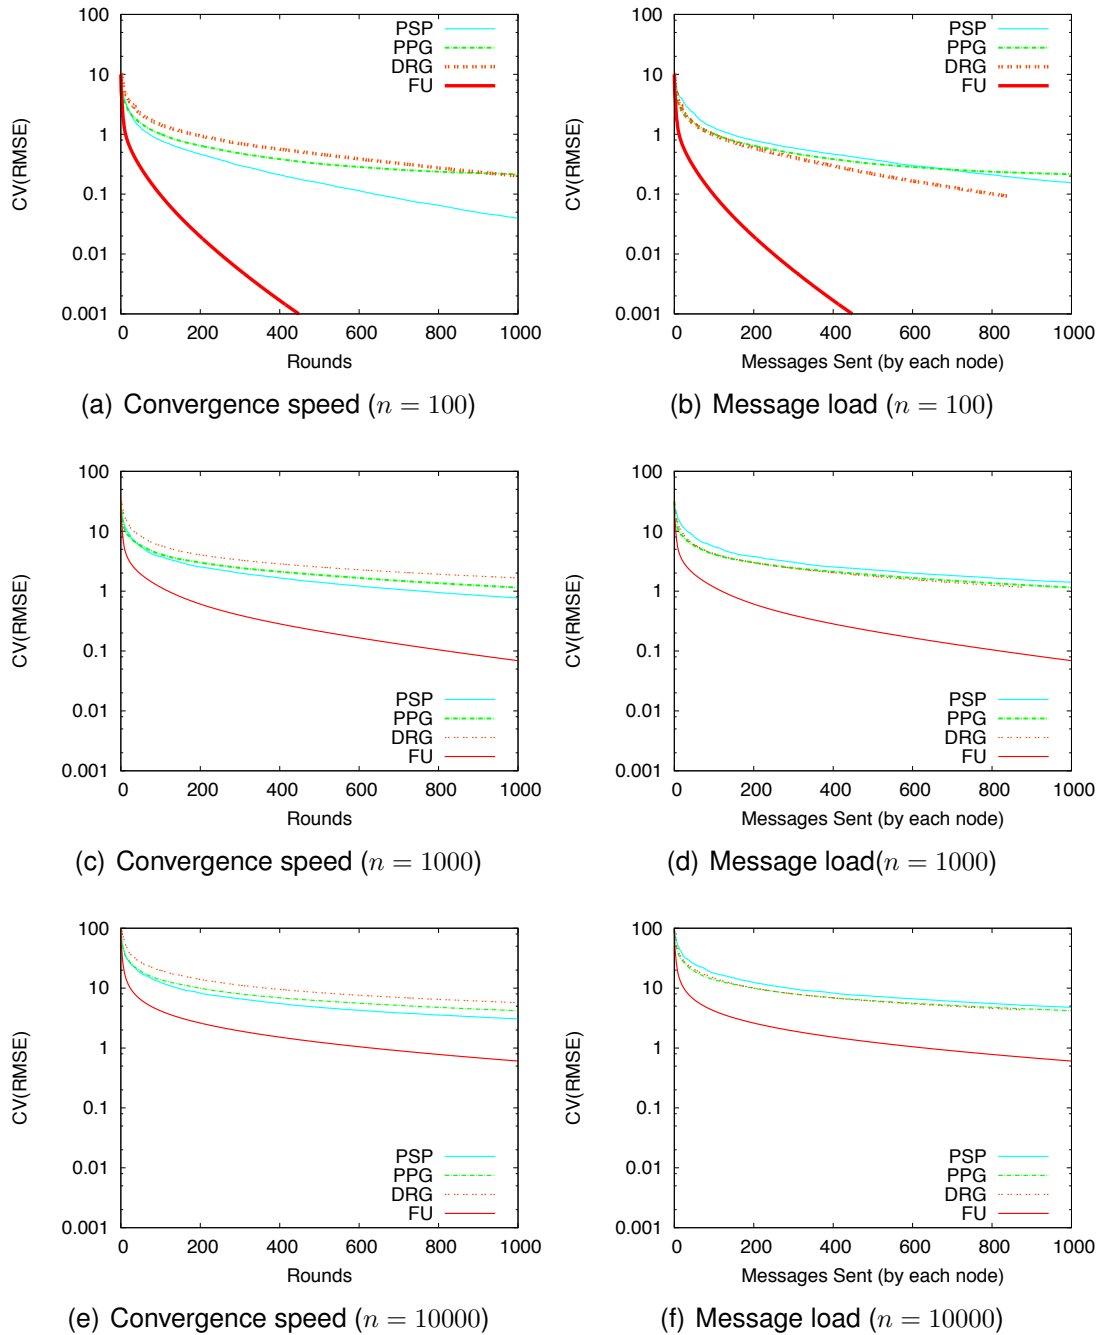 100
10
1
0.1
0.01
0.001
CV(RMSE)
PSP
PPG
DRG
FU
0 200 400 600 800 1000
Rounds
(a) Convergence speed (n = 100)
100
10
1
0.1
0.01
0.001
CV(RMSE)
PSP
PPG
DRG
FU
0 200 400 600 800 1000
Messages Sent (by each node)
(b) Message load (n = 100)
100
10
1
0.1
0.01
0.001
CV(RMSE)
PSP
PPG
DRG
FU
0 200 400 600 800 1000
Rounds
(c) Convergence speed (n = 1000)
100
10
1
0.1
0.01
0.001
CV(RMSE)
PSP
PPG
DRG
FU
0 200 400 600 800 1000
Messages Sent (by each node)
(d) Message load(n = 1000)
100
10
1
0.1
0.01
0.001
CV(RMSE)
PSP
PPG
DRG
FU
0 200 400 600 800 1000
Rounds
(e) Convergence speed (n = 10000)
100
10
1
0.1
0.01
0.001
CV(RMSE)
PSP
PPG
DRG
FU
0 200 400 600 800 1000
Messages Sent (by each node)
(f) Message load (n = 10000)